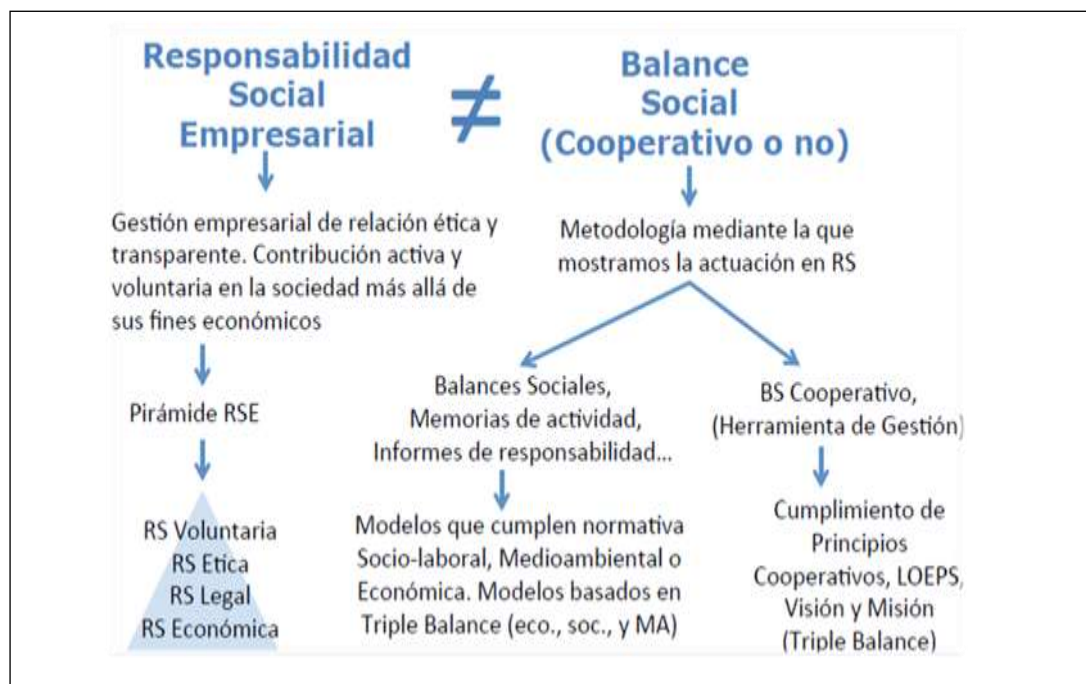 Responsabilidad
Social
Empresarial
≠
Balance
Social
(Cooperativo o no)
Gestión empresarial de relación ética y
transparente. Contribución activa y
voluntaria en la sociedad más allá de
sus fines económicos
Pirámide RSE
RS Voluntaria
RS Etica
RS Legal
RS Económica
Metodología mediante la que
mostramos la actuación en RS
Balances Sociales,
Memorias de actividad,
Informes de responsabilidad...
Modelos que cumplen normativa
Socio-laboral, Medioambiental o
Económica. Modelos basados en
Triple Balance (eco., soc., y MA)
BS Cooperativo,
(Herramienta de Gestión)
Cumplimiento de
Principios
Cooperativos, LOEPS,
Visión y Misión
(Triple Balance)